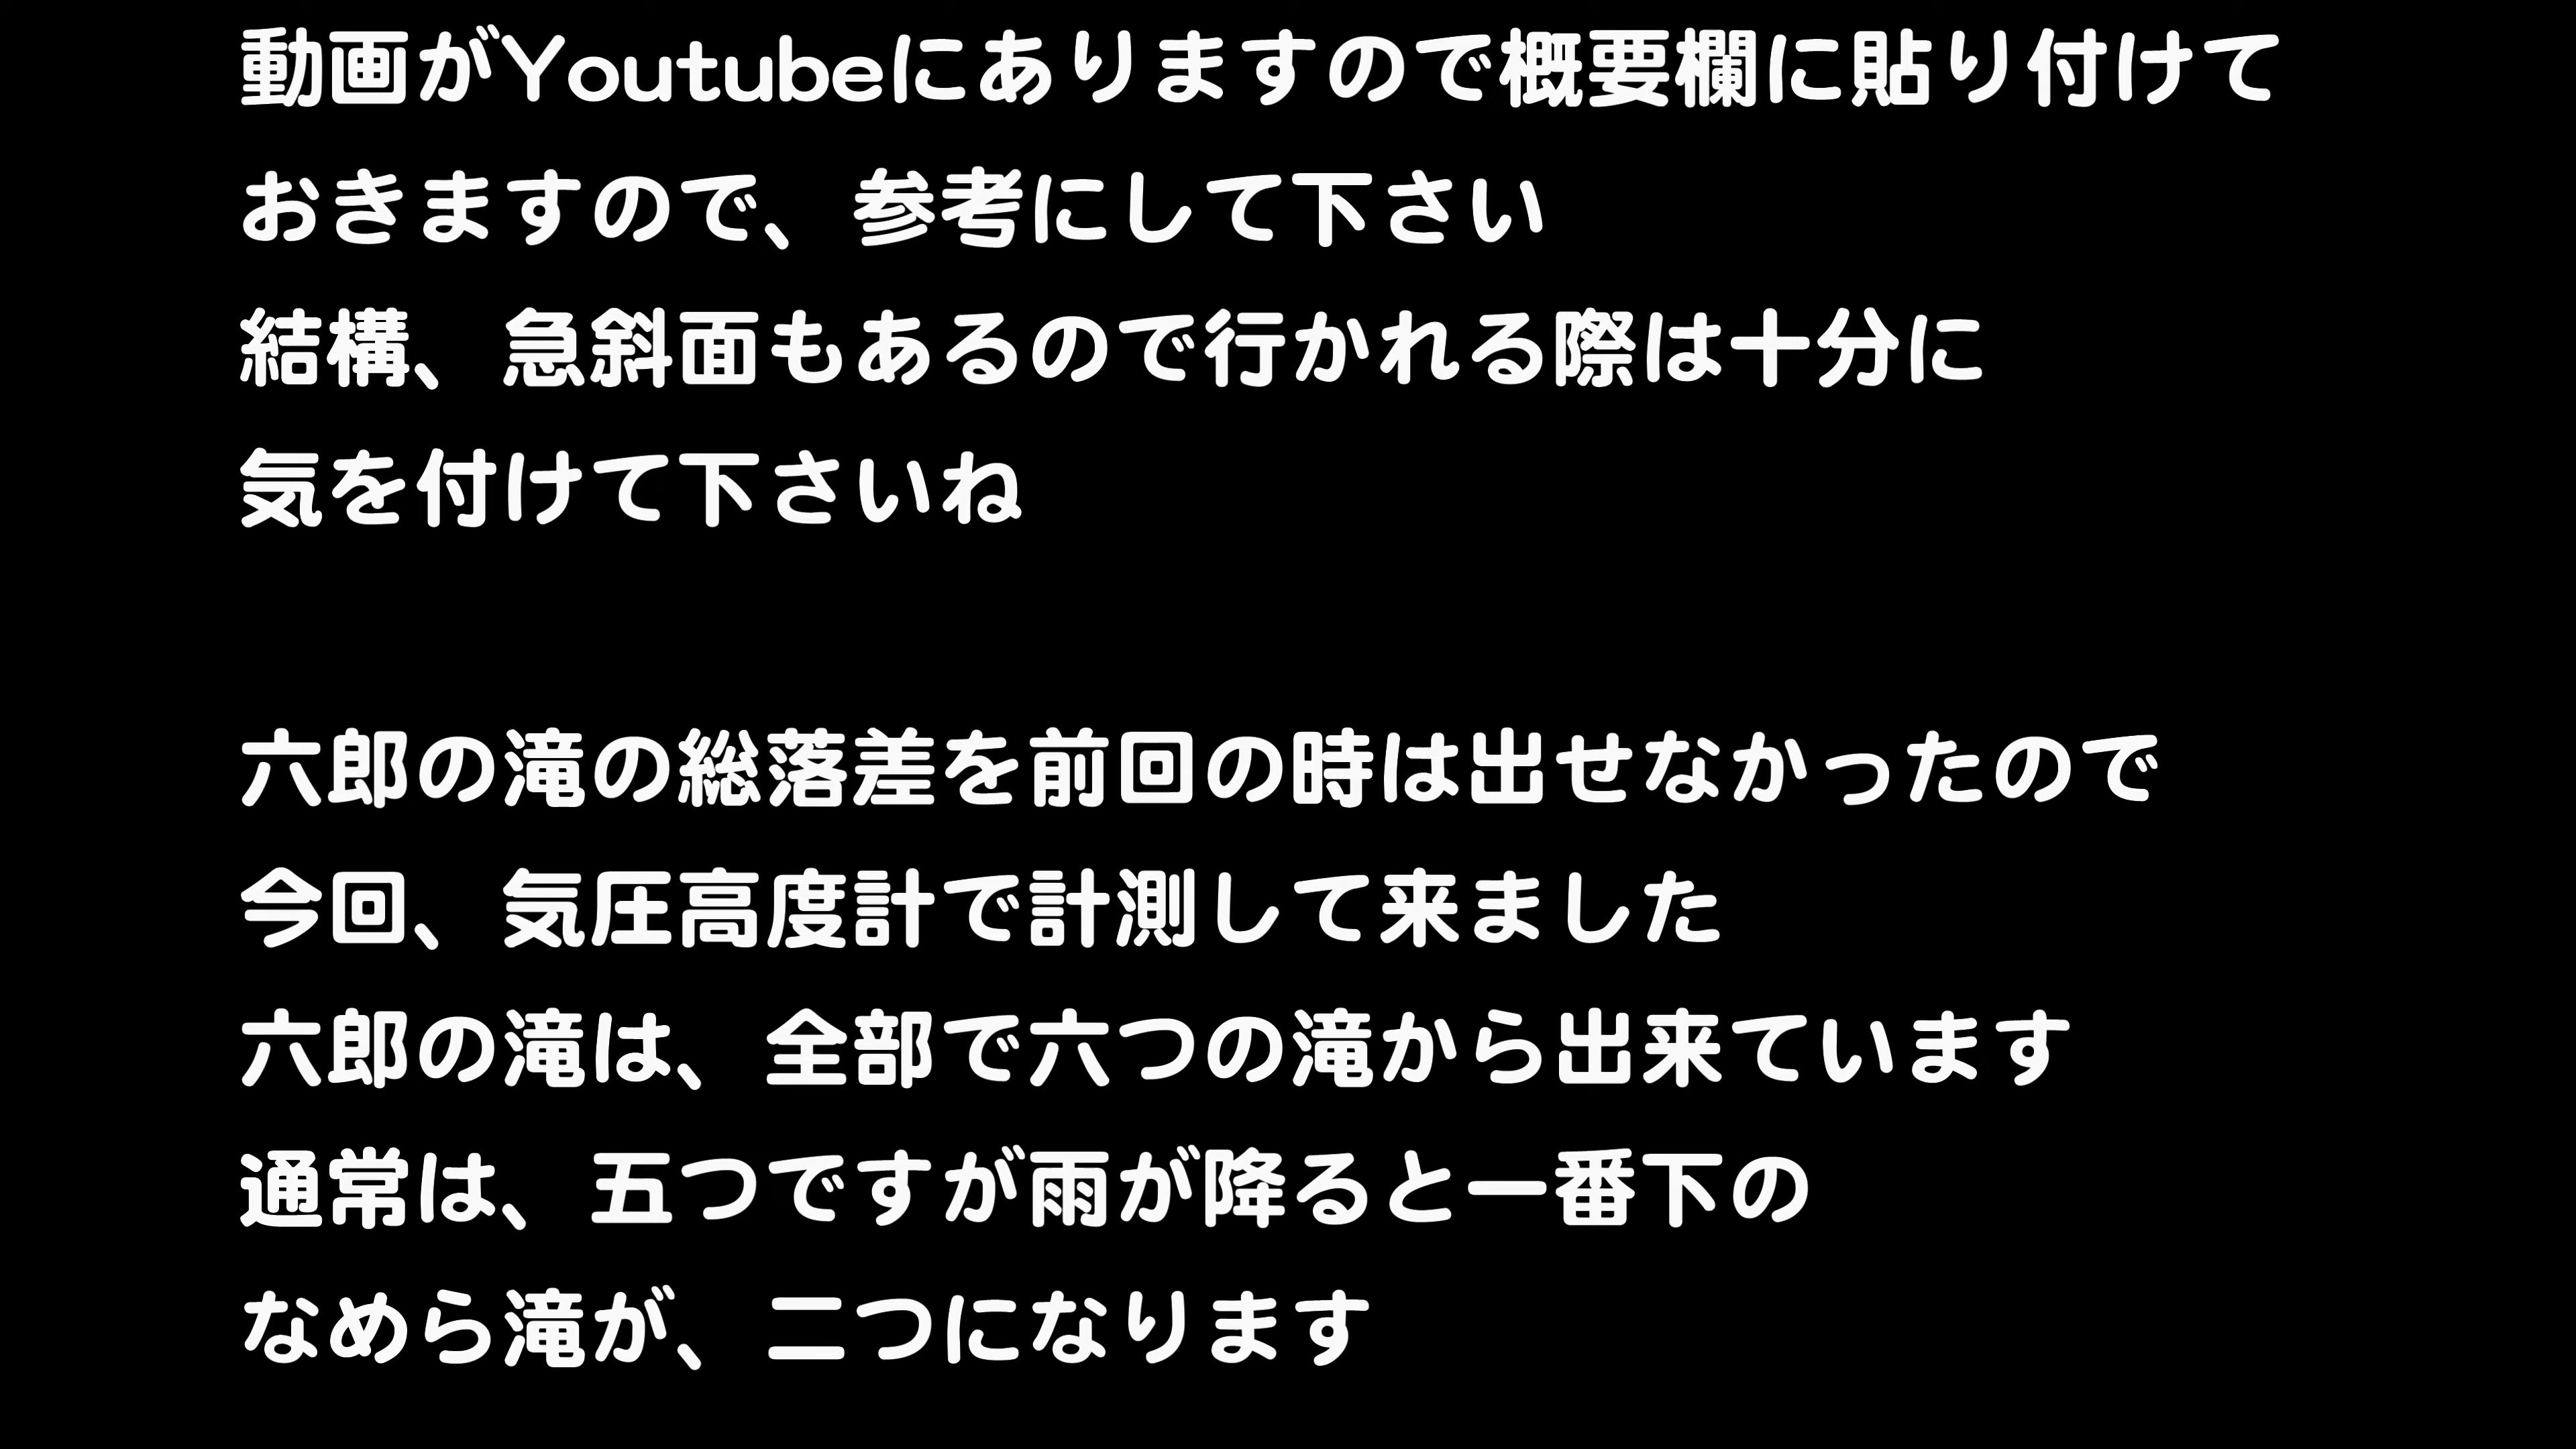 動画がYoutubeにありますので概要欄に貼り付けて
おきますので、参考にして下さい
結構、急斜面もあるので行かれる際は十分に
気を付けて下さいね
六郎の滝の総落差を前回の時は出せなかったので
今回、気圧高度計で計測して来ました
六郎の滝は、全部で六つの滝から出来ています
通常は、五つですが雨が降ると一番下の
なめら滝が、二つになります